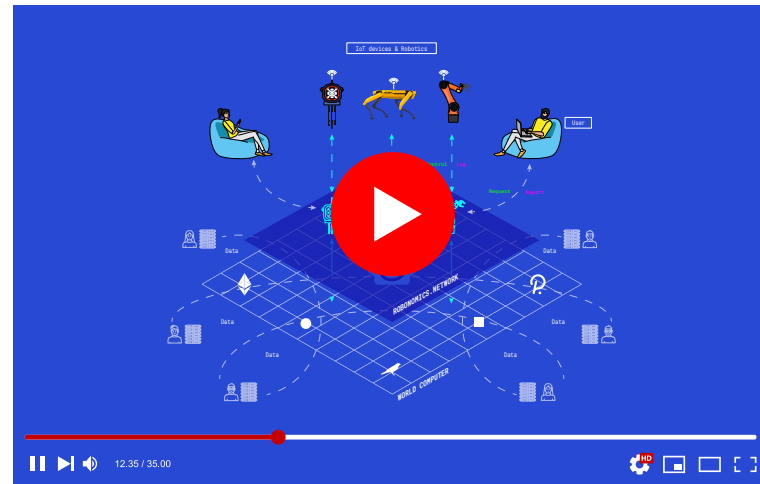 IoT devices & Robotics
User
Log
Request
Report
Data
Data
ROBONOMICS.NETWORK
Data
Data
Data
Data
WORLD COMPUTER
HD
12.35 / 35.00